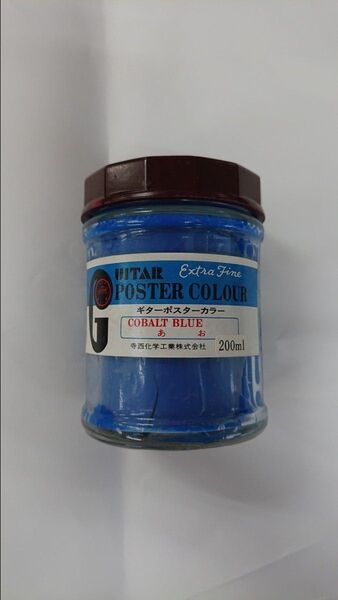 GUITAR Extra Fine
POSTER COLOUR
ギターポスターカラー
COBALT BLUE
あお
寺西化学工業株式会社
200ml